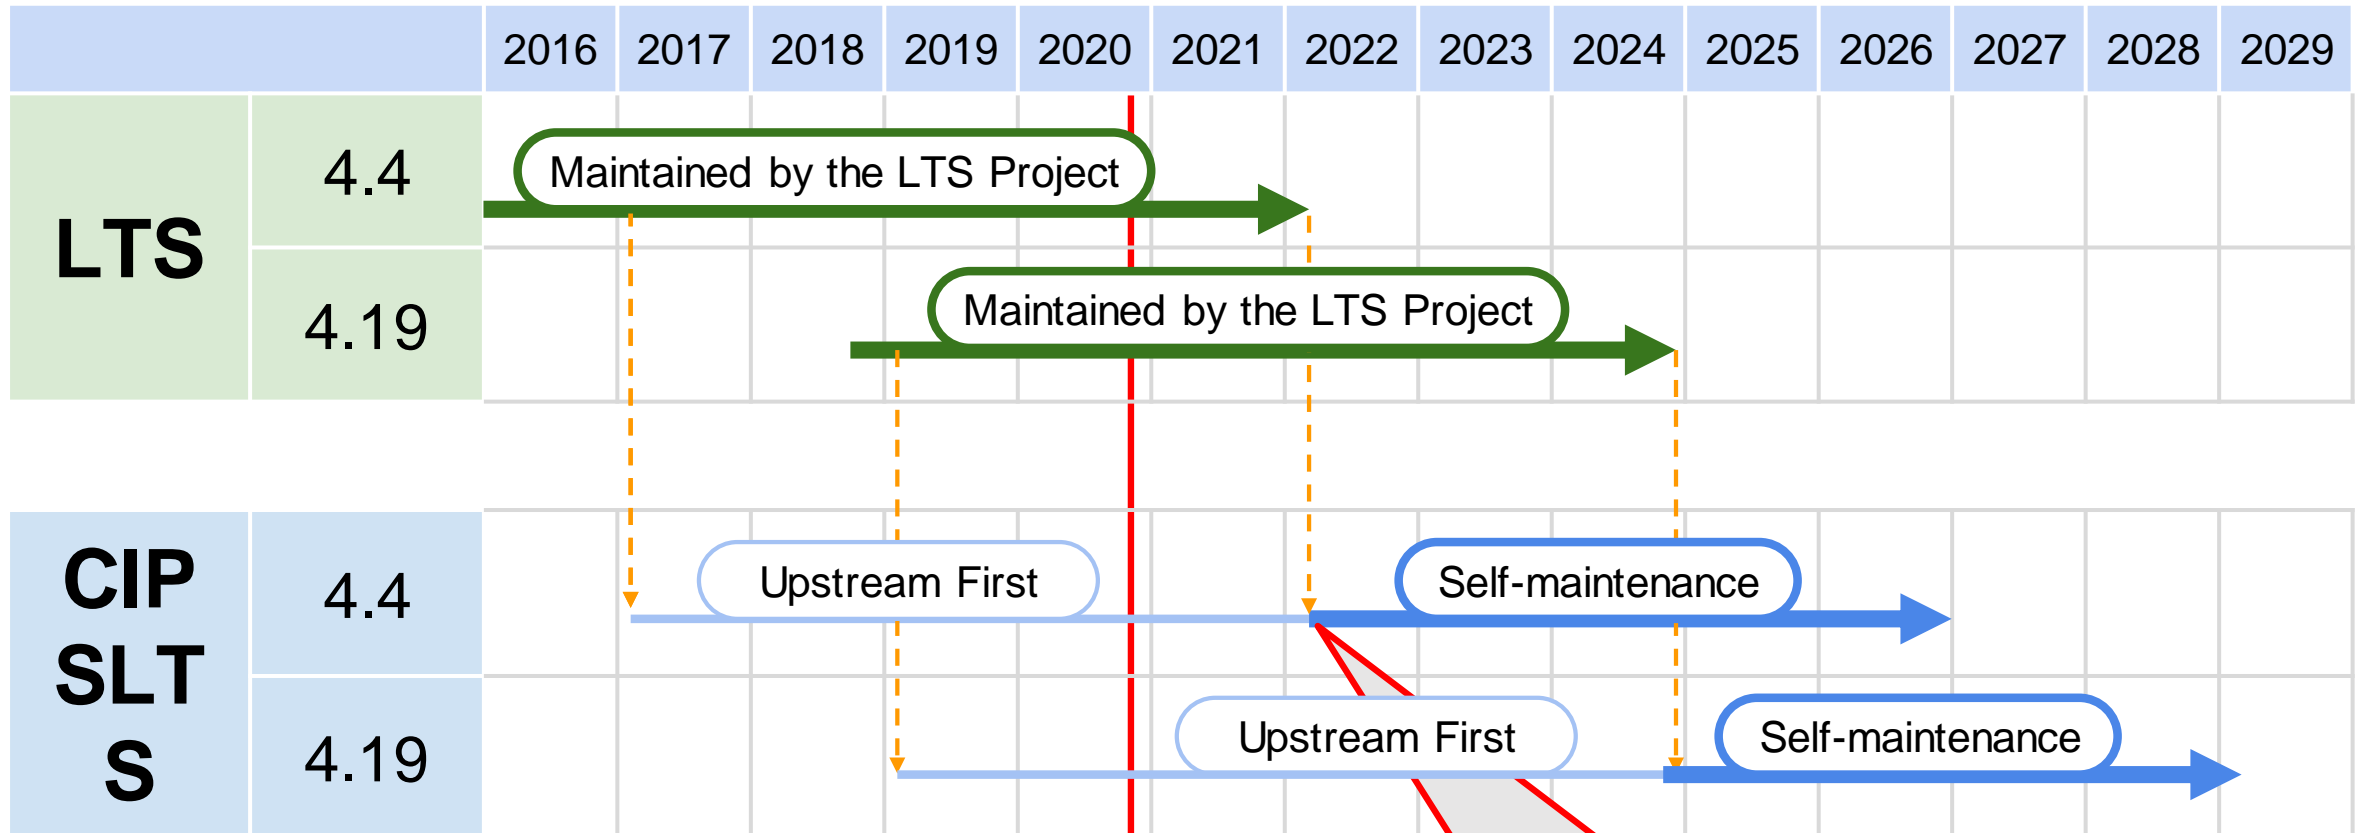 2016 2017 2018 2019 2020 2021 2022 2023 2024 2025 2026 2027 2028 2029
LTS
4.4
Maintained by the LTS Project
4.19
Maintained by the LTS Project
CIP
SLT
S
4.4
Upstream First
Self-maintenance
4.19
Upstream First
Self-maintenance